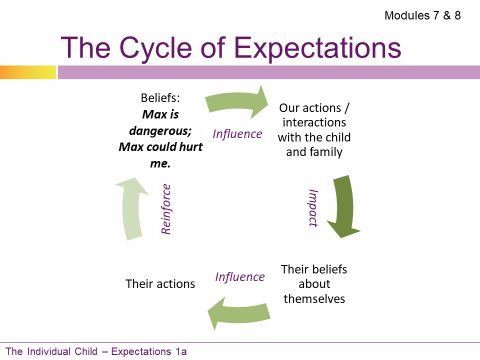 Modules 7 & 8
The Cycle of Expectations
Beliefs:
Max is
dangerous;
Max could hurt
me.
Influence
Our actions /
interactions
with the child
and family
Impact
Their beliefs
about
themselves
Influence
Their actions
Reinforce
The Individual Child – Expectations 1a